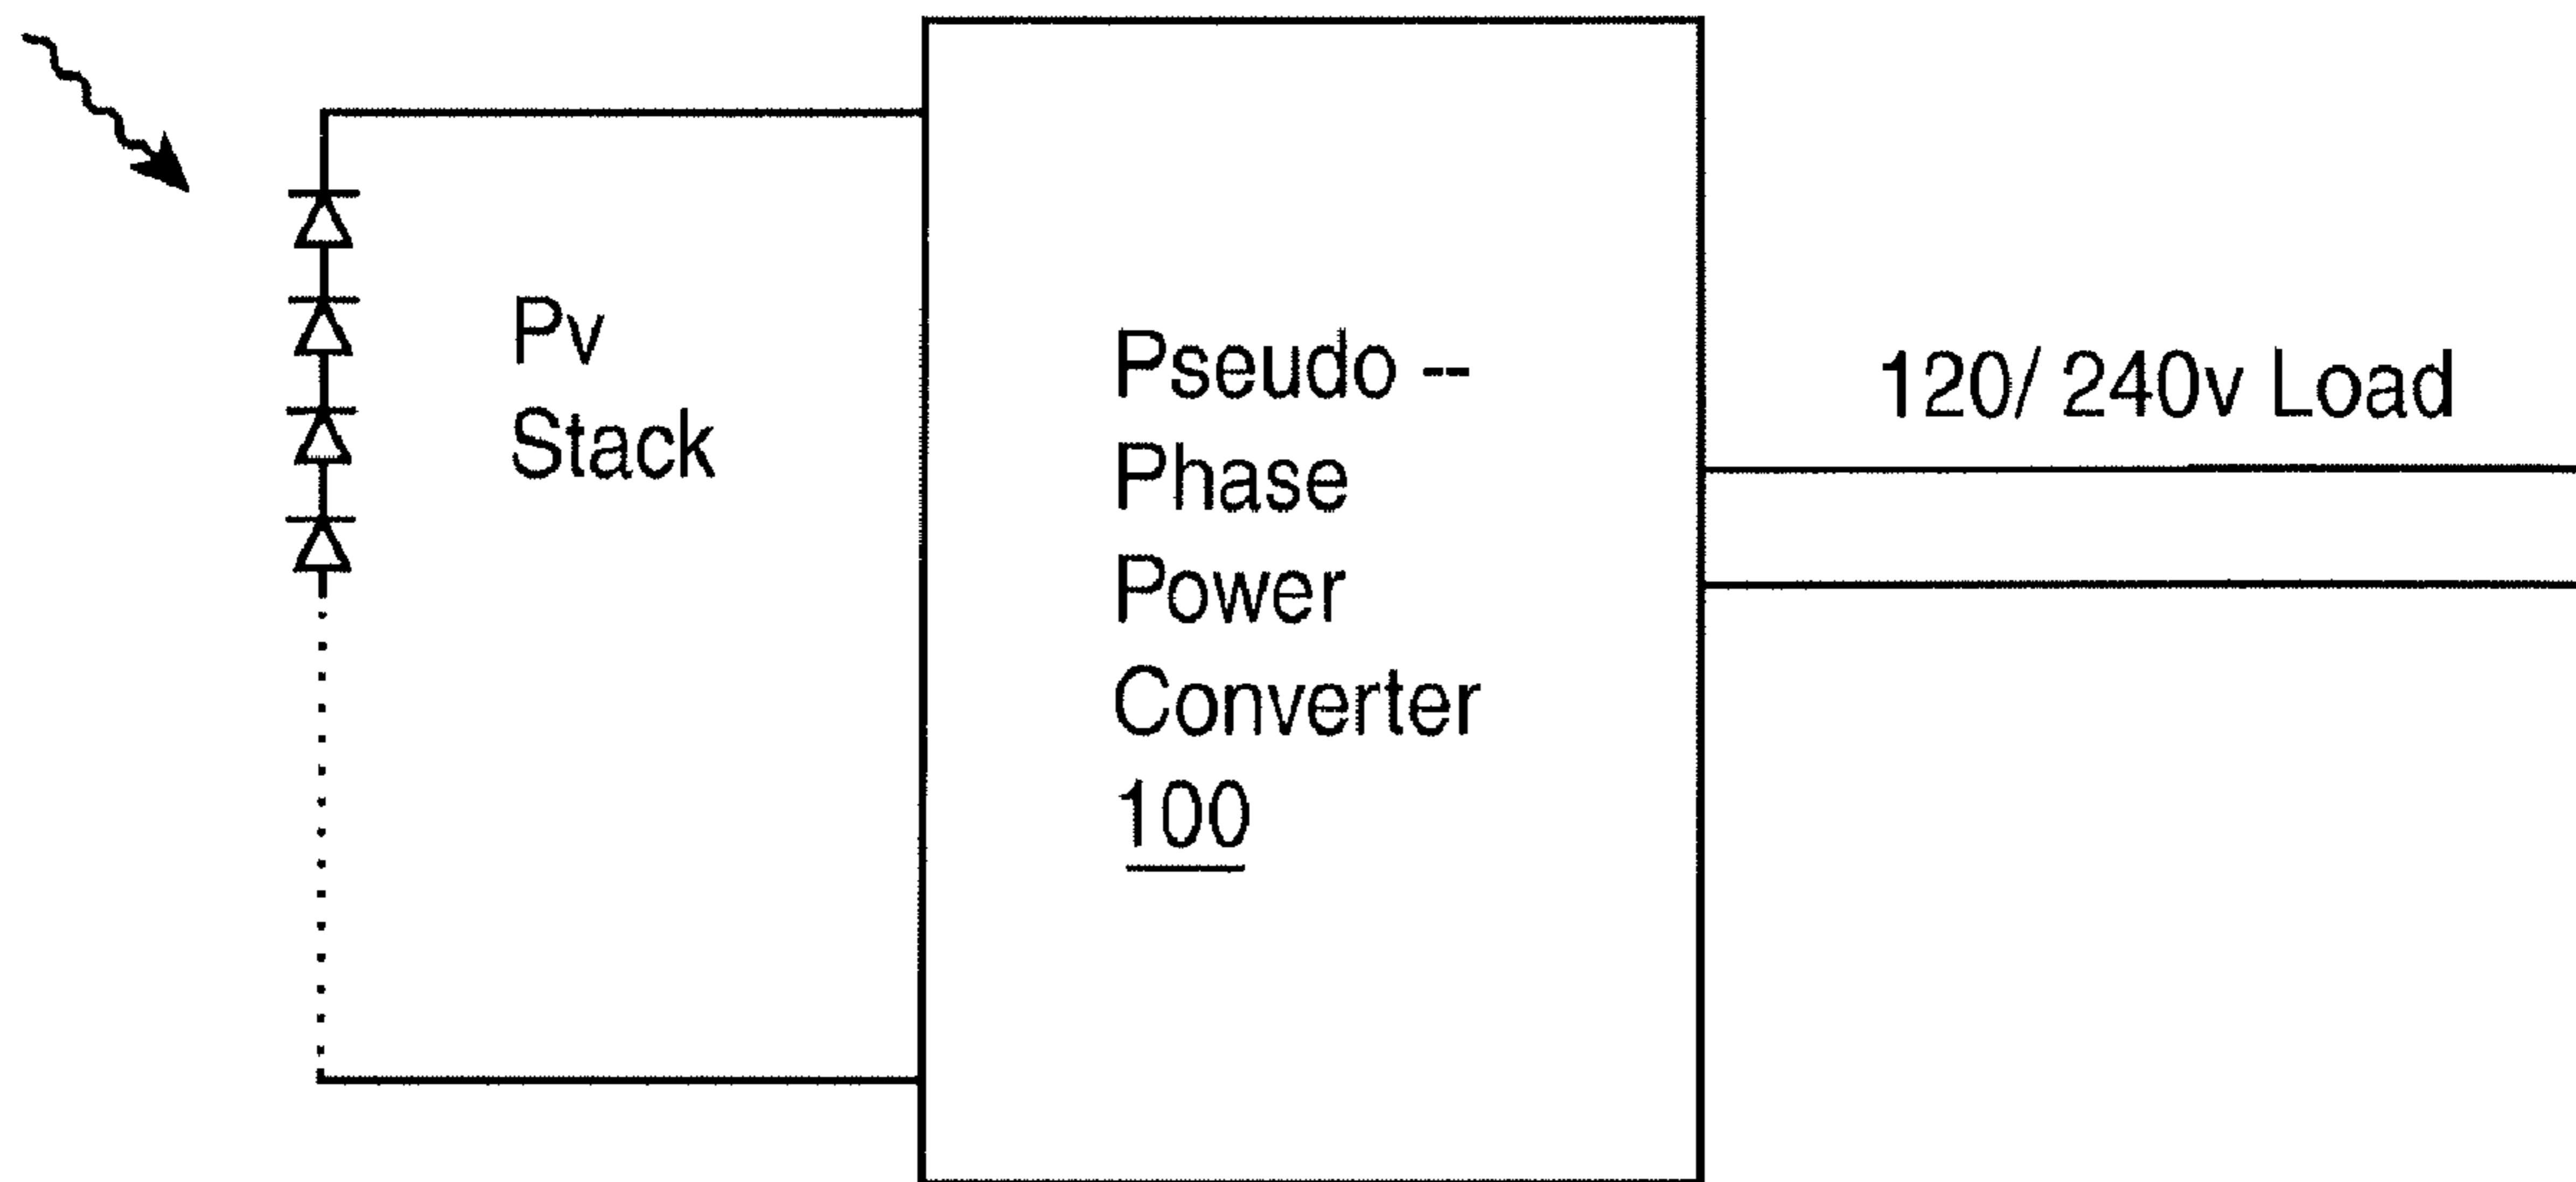 Pv
Stack
Pseudo --
Phase
Power
Converter
100
120/ 240v Load